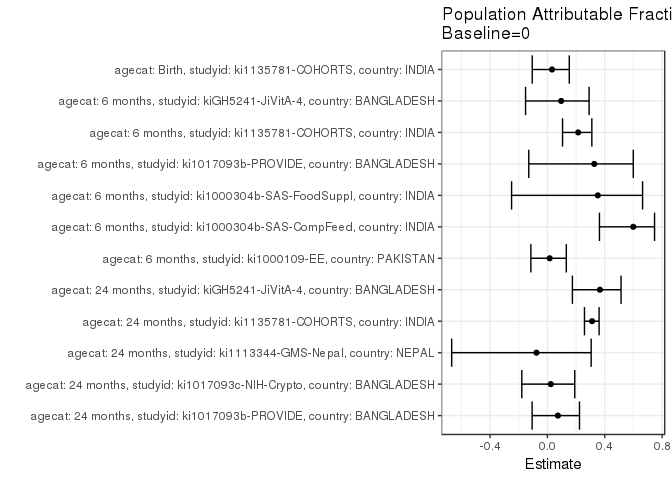 Population Attributable Fracti
Baseline=0
agecat: Birth, studyid: ki1135781-COHORTS, country: INDIA
agecat: 6 months, studyid: kiGH5241-JiVitA-4, country: BANGLADESH
agecat: 6 months, studyid: ki1135781-COHORTS, country: INDIA
agecat: 6 months, studyid: ki1017093b-PROVIDE, country: BANGLADESH
agecat: 6 months, studyid: ki1000304b-SAS-FoodSuppl, country: INDIA
agecat: 6 months, studyid: ki1000304b-SAS-CompFeed, country: INDIA
agecat: 6 months, studyid: ki1000109-EE, country: PAKISTAN
agecat: 24 months, studyid: kiGH5241-JiVitA-4, country: BANGLADESH
agecat: 24 months, studyid: ki1135781-COHORTS, country: INDIA
agecat: 24 months, studyid: ki1113344-GMS-Nepal, country: NEPAL
agecat: 24 months, studyid: ki1017093c-NIH-Crypto, country: BANGLADESH
agecat: 24 months, studyid: ki1017093b-PROVIDE, country: BANGLADESH
-0.4 0.0 0.4 0.8
Estimate